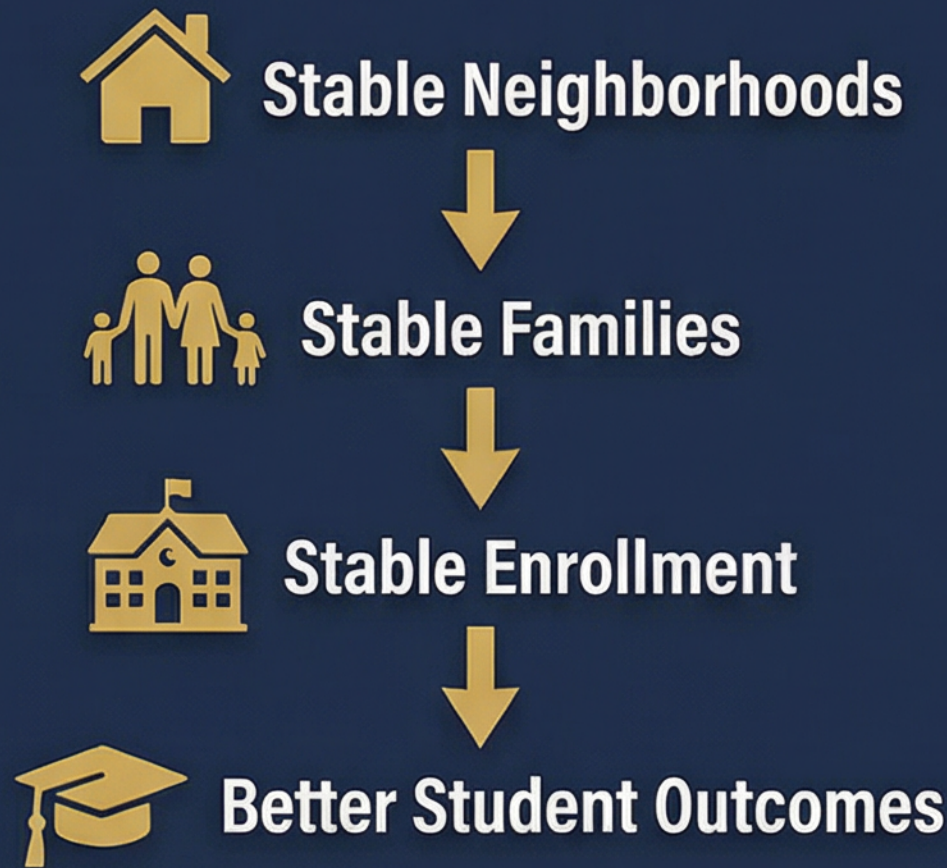 Stable Neighborhoods
Stable Families
Stable Enrollment
Better Student Outcomes